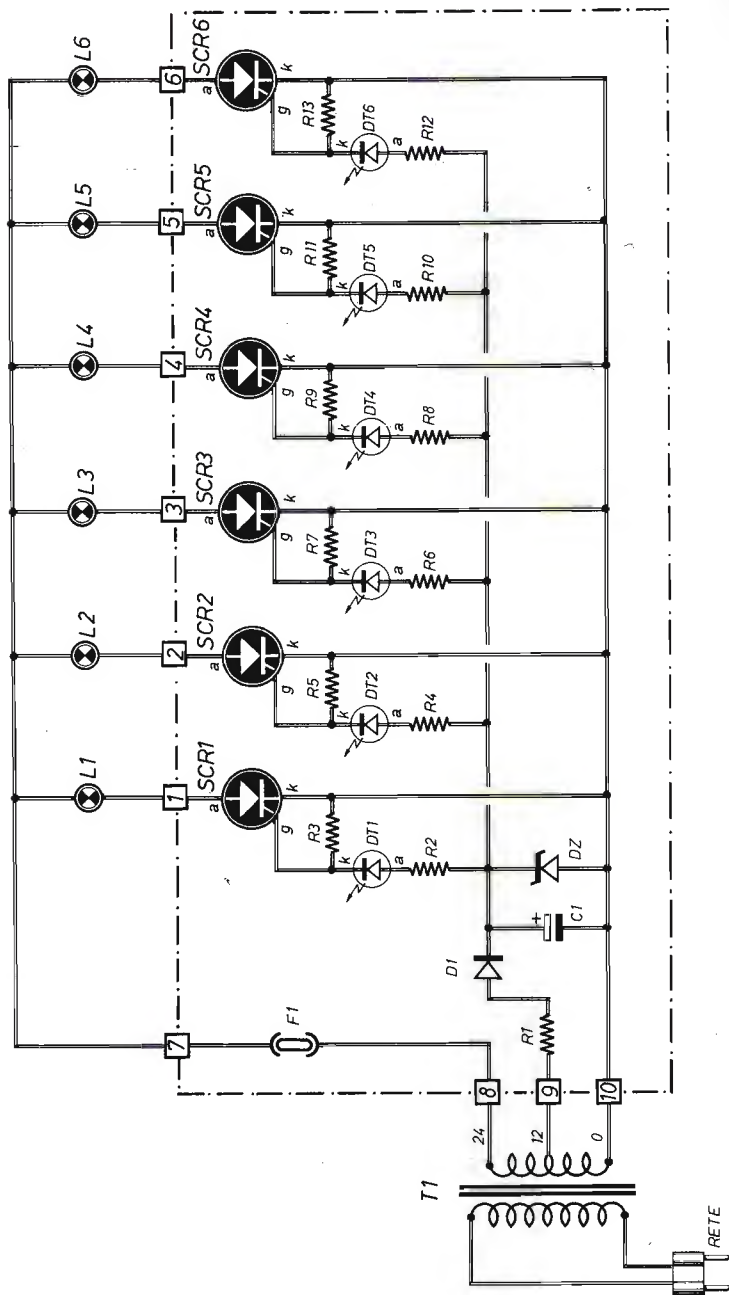 L1
L2
L3
L4
L5
L6
7
1
2
3
4
5
6
a
SCR1
a
SCR2
a
SCR3
a
SCR4
a
SCR5
a
SCR6
g
k
g
k
g
k
g
k
g
k
g
k
F1
R3
R5
R7
R9
R11
R13
k
DT1
a
k
DT2
a
k
DT3
a
k
DT4
a
k
DT5
a
k
DT6
a
R2
R4
R6
R8
R10
R12
D1
R1
+
C1
DZ
8
9
10
24
12
0
T1
RETE